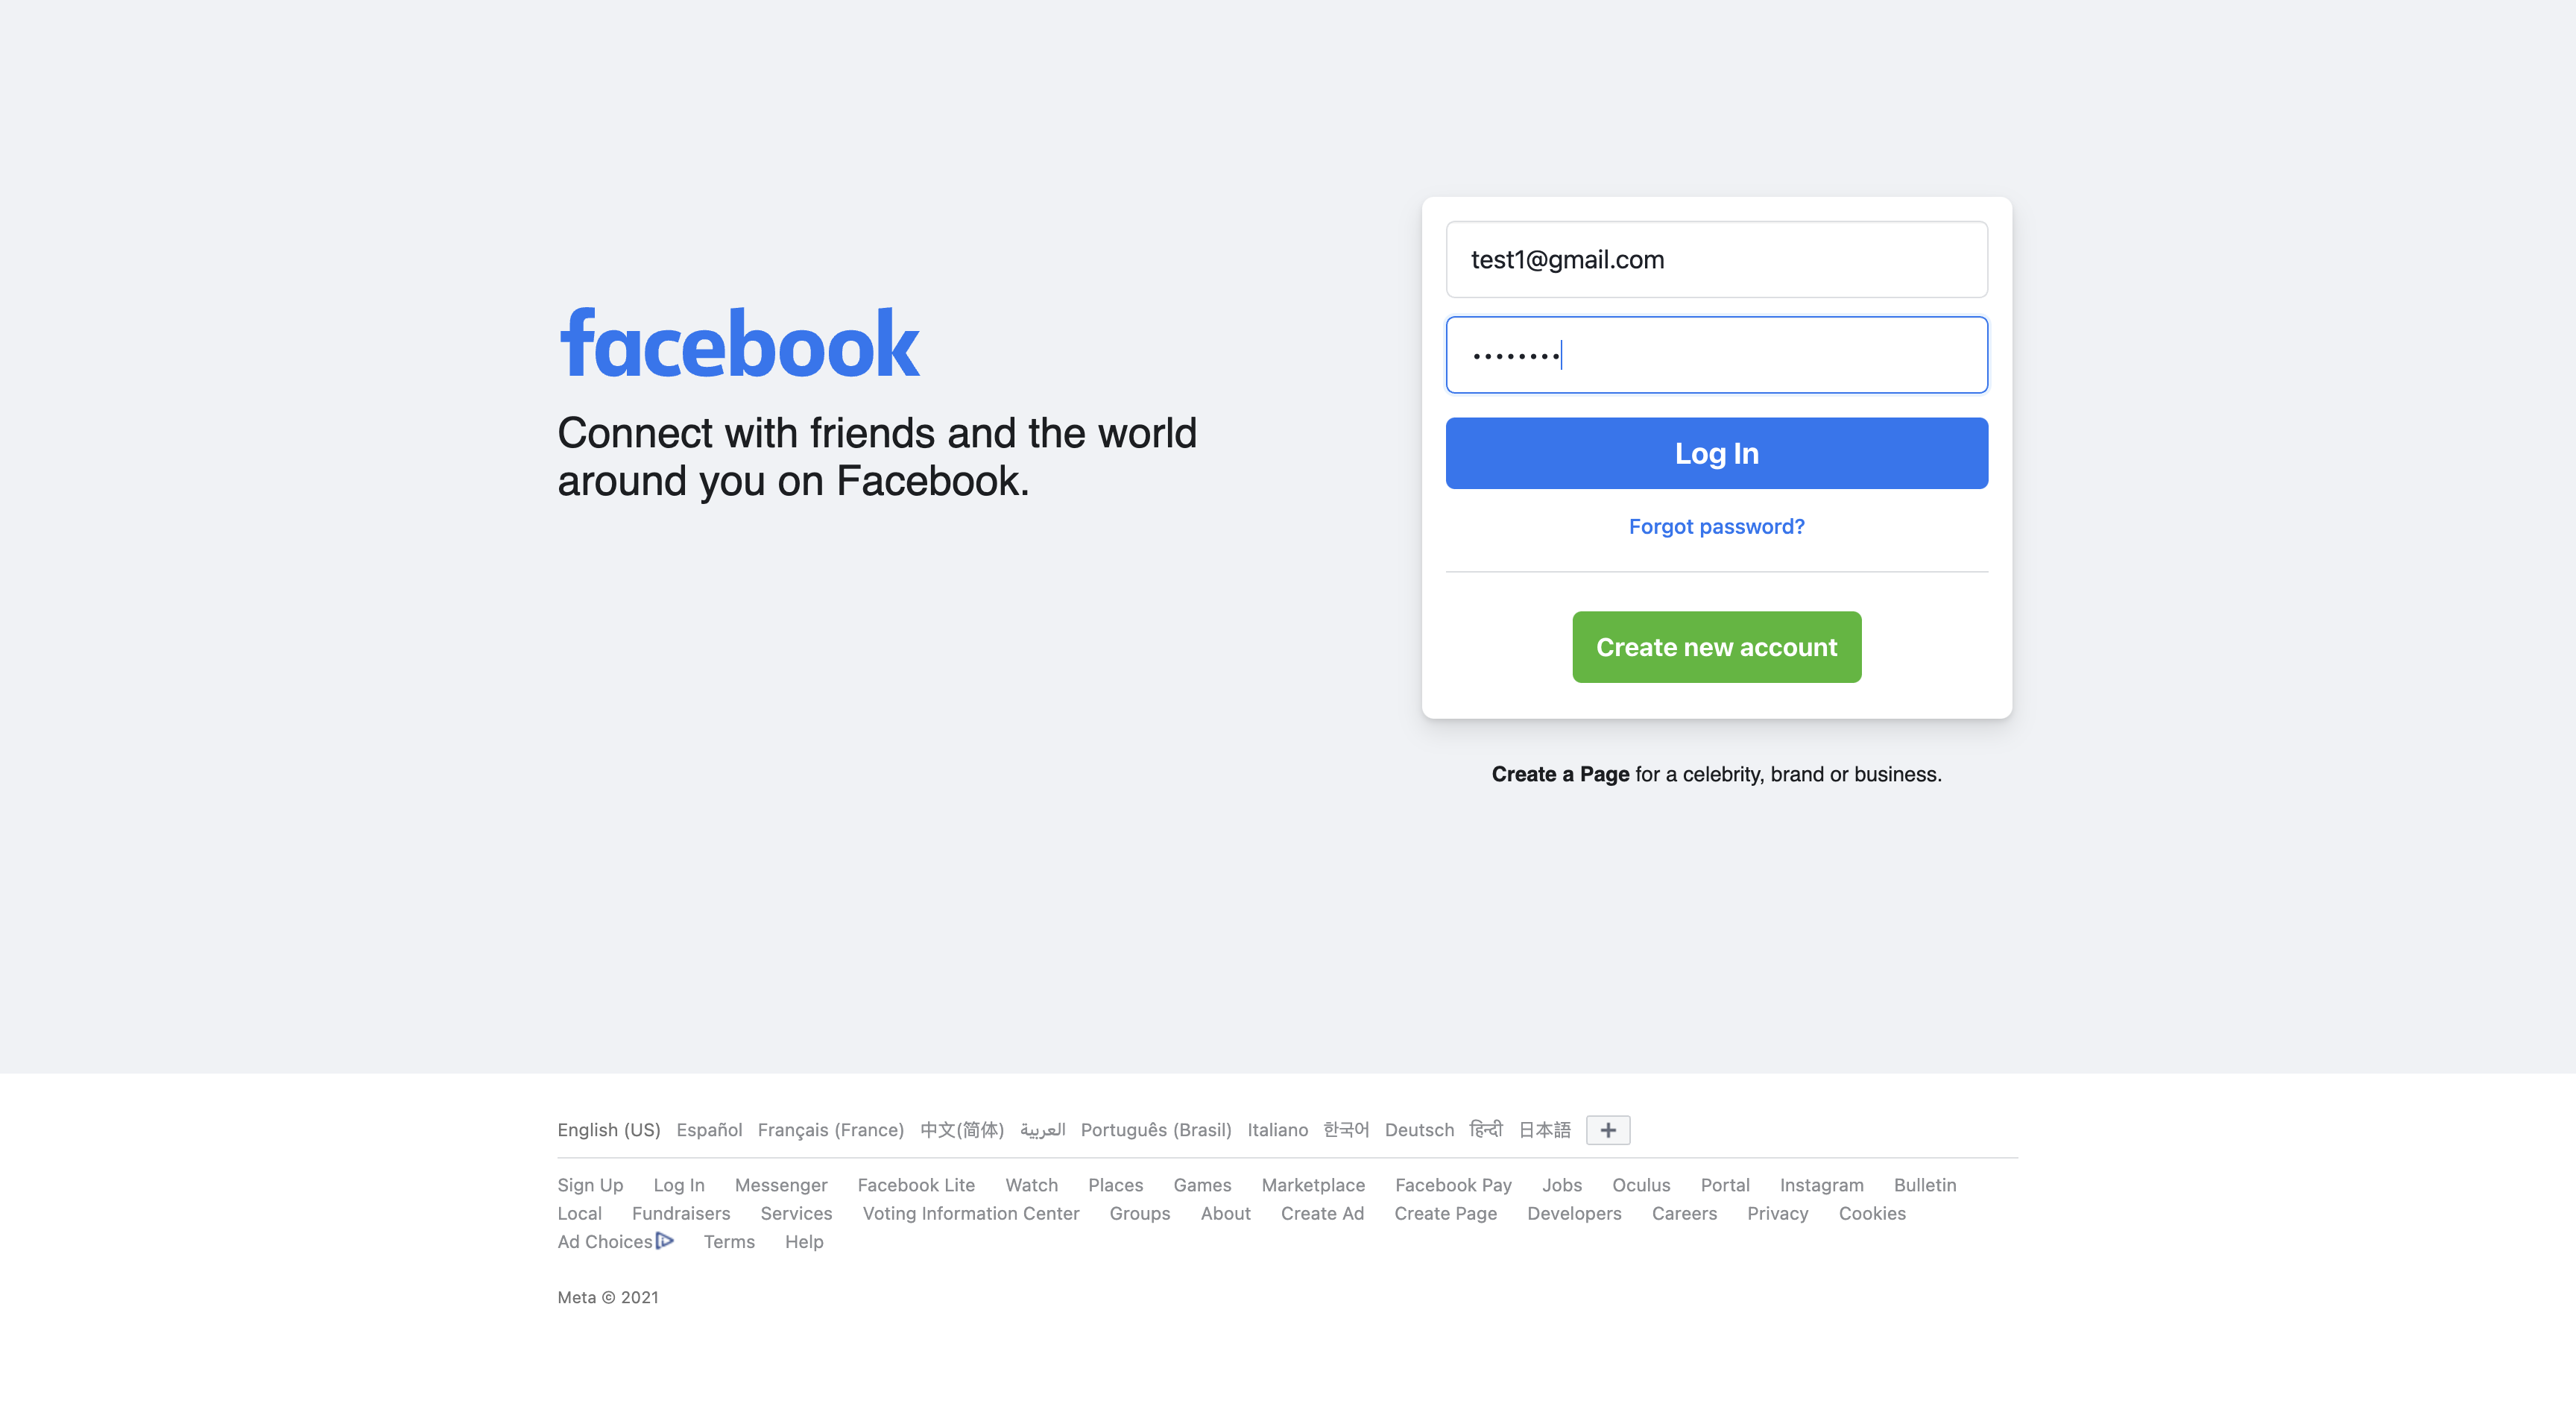 facebook
Connect with friends and the world
around you on Facebook.
test1@gmail.com
••••••••
Log In
Forgot password?
Create new account
Create a Page for a celebrity, brand or business.
English (US) Español Français (France) 中文(简体) العربية Português (Brasil) Italiano 한국어 Deutsch हिन्दी 日本語 +
Sign Up Log In Messenger Facebook Lite Watch Places Games Marketplace Facebook Pay Jobs Oculus Portal Instagram Bulletin
Local Fundraisers Services Voting Information Center Groups About Create Ad Create Page Developers Careers Privacy Cookies
Ad Choices Terms Help
Meta © 2021